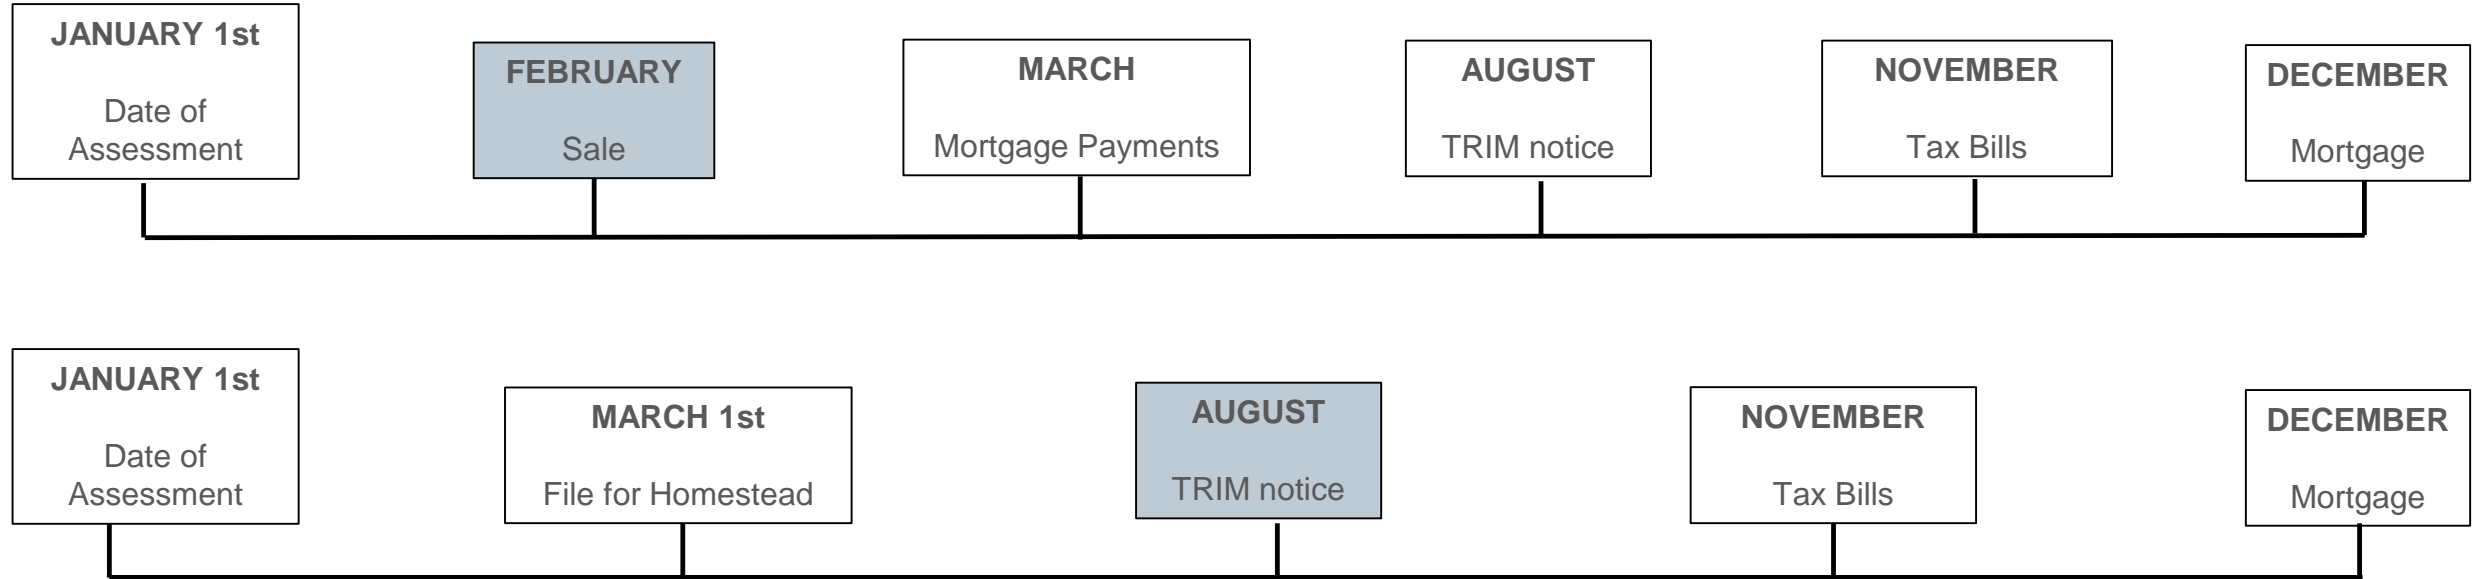 JANUARY 1st
Date of
Assessment
FEBRUARY
Sale
MARCH
Mortgage Payments
AUGUST
TRIM notice
NOVEMBER
Tax Bills
DECEMBER
Mortgage
JANUARY 1st
Date of
Assessment
MARCH 1st
File for Homestead
AUGUST
TRIM notice
NOVEMBER
Tax Bills
DECEMBER
Mortgage